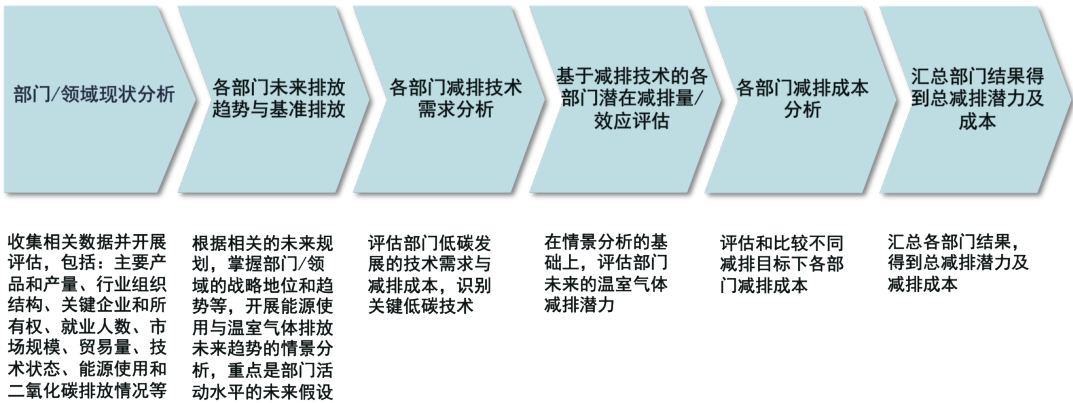 部门/领域现状分析
各部门未来排放
趋势与基准排放
各部门减排技术
需求分析
基于减排技术的各
部门潜在减排量/
效应评估
各部门减排成本
分析
汇总部门结果得
到总减排潜力及
成本
收集相关数据并开展
评估，包括：主要产
品和产量、行业组织
结构、关键企业和所
有权、就业人数、市
场规模、贸易量、技
术状态、能源使用和
二氧化碳排放情况等
根据相关的未来规
划，掌握部门/领
域的战略地位和趋
势等，开展能源使
用与温室气体排放
未来趋势的情景分
析，重点是部门活
动水平的未来假设
评估部门低碳发
展的技术需求与
减排成本，识别
关键低碳技术
在情景分析的基
础上，评估部门
未来的温室气体
减排潜力
评估和比较不同
减排目标下各部
门减排成本
汇总各部门结果，
得到总减排潜力及
减排成本